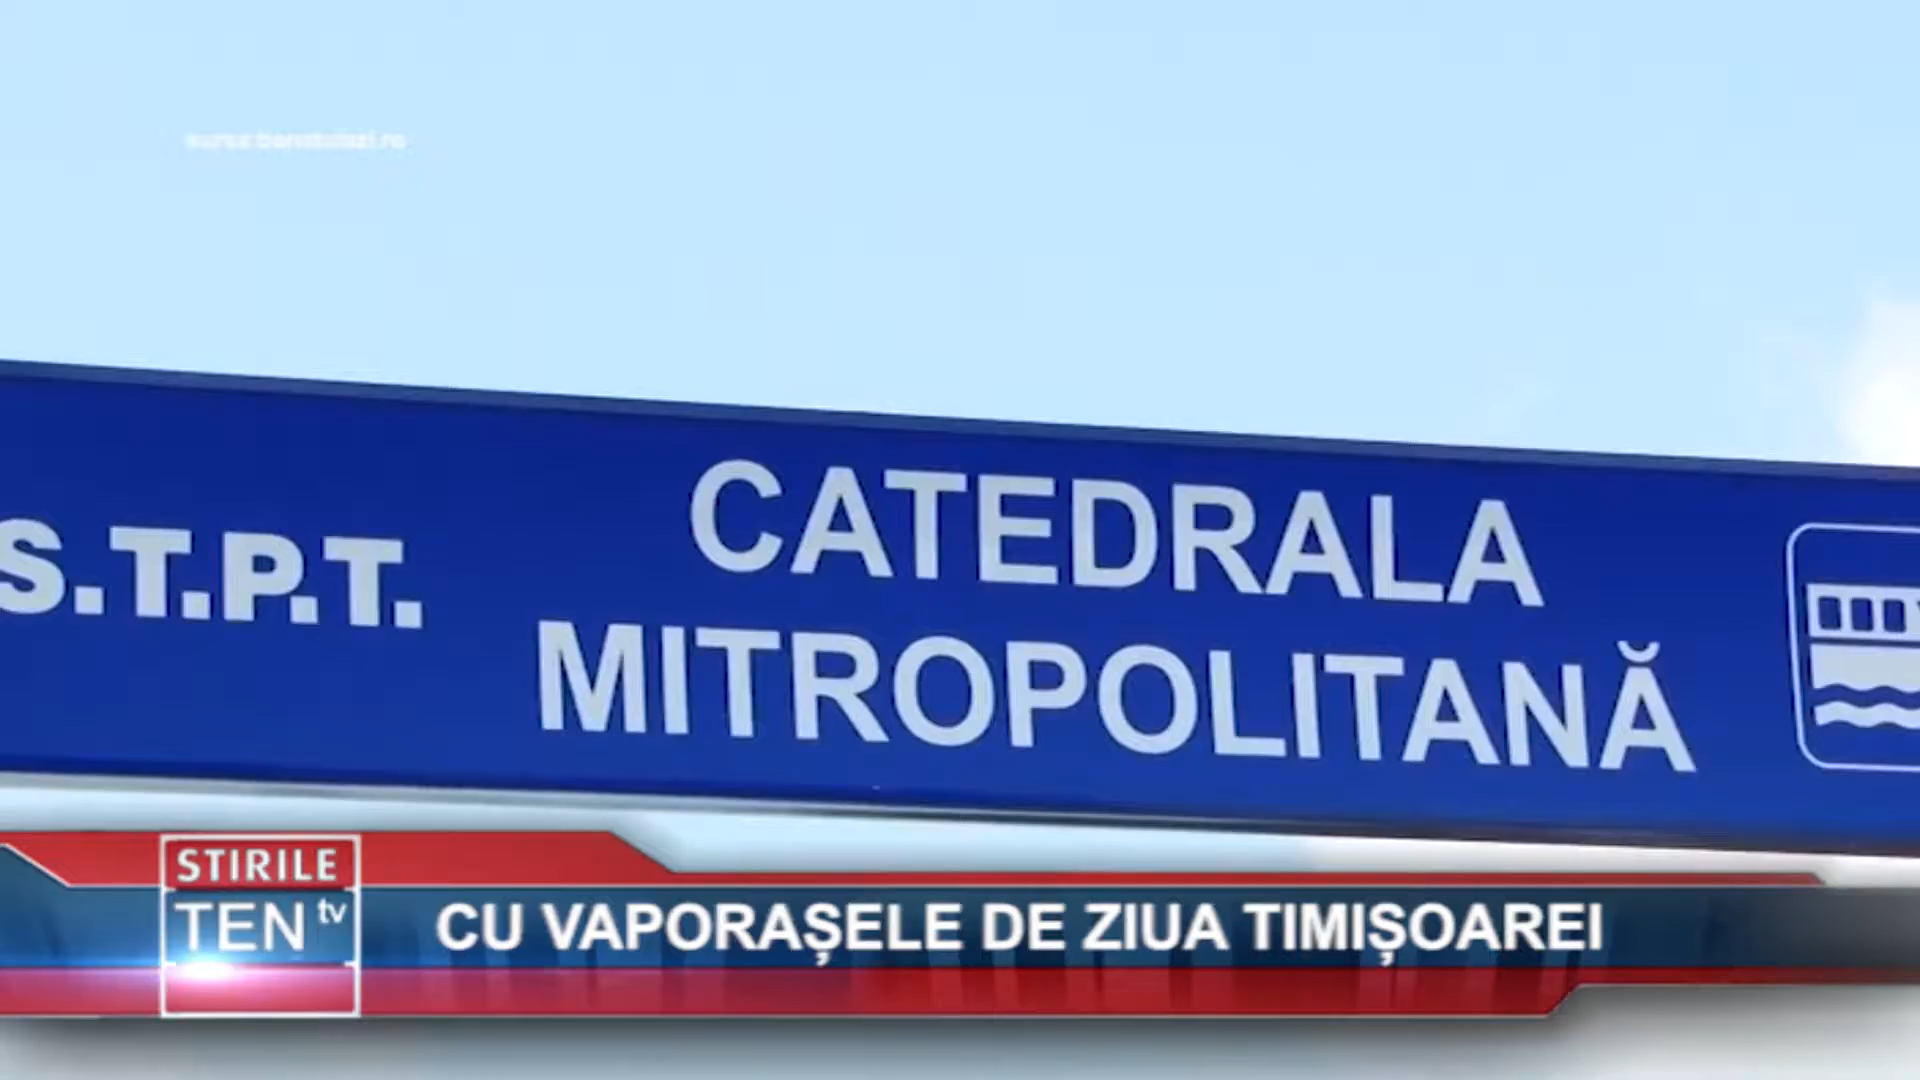 S.T.P.T.
CATEDRALA
MITROPOLITANĂ
STIRILE
TEN tv
CU VAPORAȘELE DE ZIUA TIMIȘOAREI